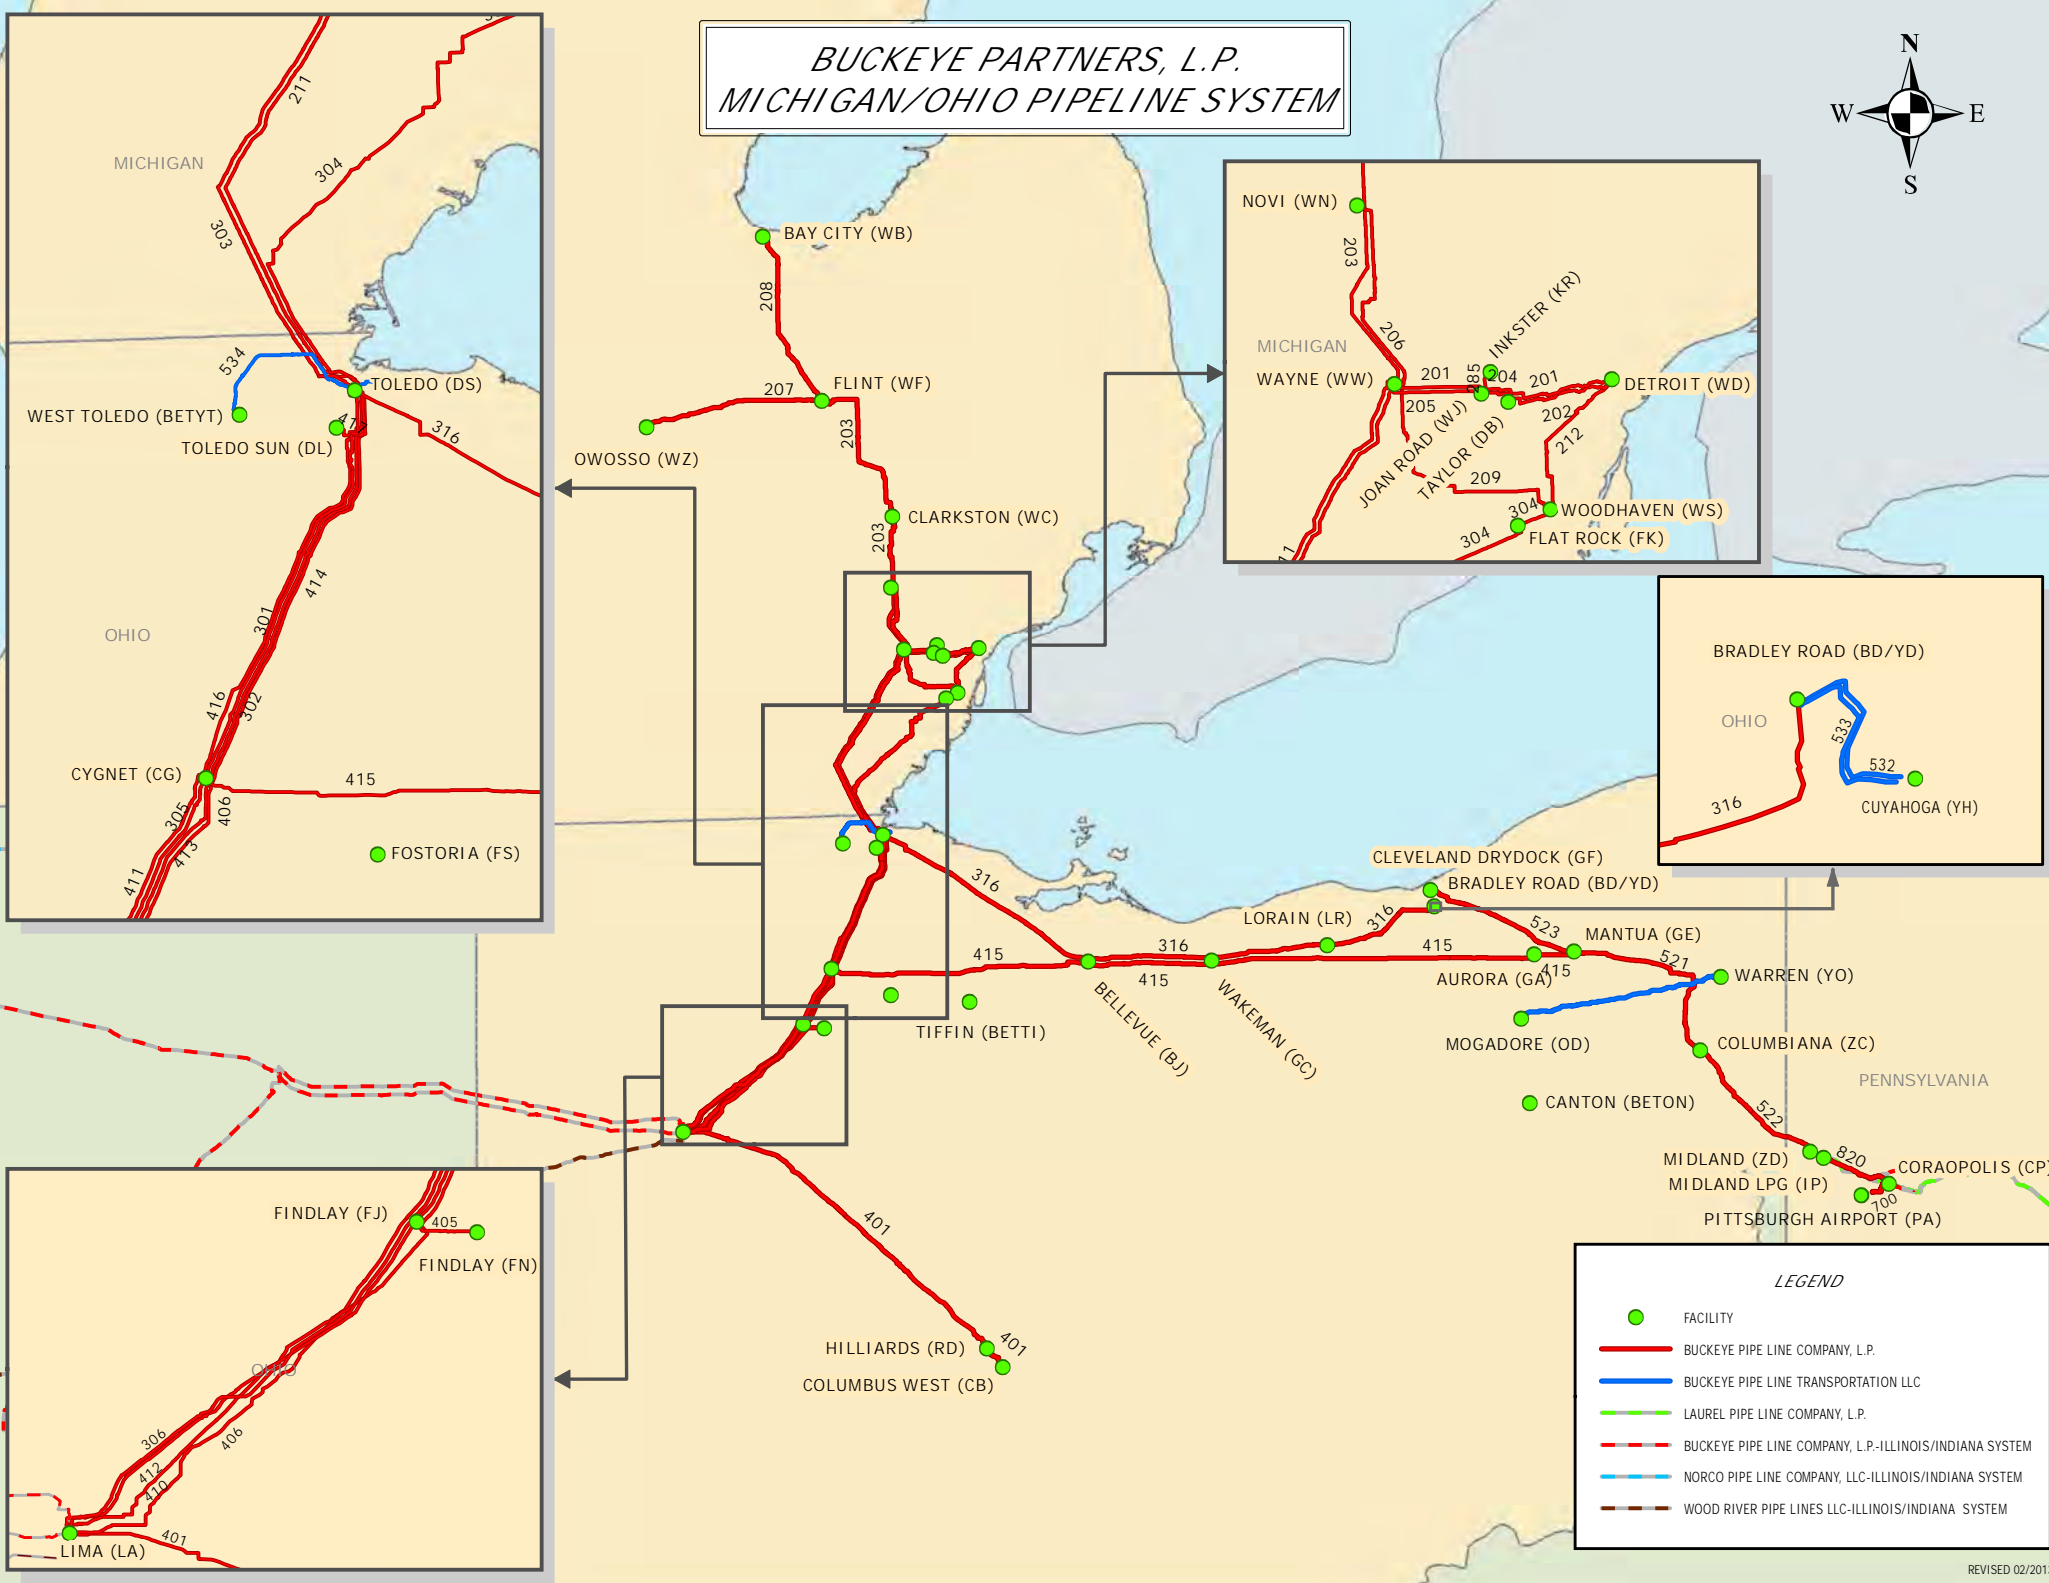 BUCKEYE PARTNERS, L.P.
MICHIGAN/OHIO PIPELINE SYSTEM
N
W
E
S
211
304
MICHIGAN
303
534
TOLEDO (DS)
WEST TOLEDO (BETYT)
417
316
TOLEDO SUN (DL)
414
301
OHIO
416
302
CYGNET (CG)
415
305
406
413
FOSTORIA (FS)
411
BAY CITY (WB)
208
FLINT (WF)
207
203
OWOSSO (WZ)
CLARKSTON (WC)
203
NOVI (WN)
203
INKSTER (KR)
206
MICHIGAN
WAYNE (WW)
201
285
204
201
DETROIT (WD)
205
202
JOAN ROAD (WJ)
TAYLOR (DB)
212
209
304
WOODHAVEN (WS)
304
FLAT ROCK (FK)
11
BRADLEY ROAD (BD/YD)
OHIO
533
532
316
CUYAHOGA (YH)
316
CLEVELAND DRYDOCK (GF)
BRADLEY ROAD (BD/YD)
LORAIN (LR)
316
523
MANTUA (GE)
415
316
415
415
415
AURORA (GA)
521
WARREN (YO)
BELLEVUE (BJ)
WAKEMAN (GC)
TIFFIN (BETTI)
MOGADORE (OD)
COLUMBIANA (ZC)
PENNSYLVANIA
CANTON (BETON)
522
MIDLAND (ZD)
820
CORAOPOLIS (CP)
MIDLAND LPG (IP)
700
PITTSBURGH AIRPORT (PA)
401
HILLIARDS (RD)
401
COLUMBUS WEST (CB)
FINDLAY (FJ)
405
FINDLAY (FN)
OHIO
306
406
412
410
401
LIMA (LA)
LEGEND
FACILITY
BUCKEYE PIPE LINE COMPANY, L.P.
BUCKEYE PIPE LINE TRANSPORTATION LLC
LAUREL PIPE LINE COMPANY, L.P.
BUCKEYE PIPE LINE COMPANY, L.P.-ILLINOIS/INDIANA SYSTEM
NORCO PIPE LINE COMPANY, LLC-ILLINOIS/INDIANA SYSTEM
WOOD RIVER PIPE LINES LLC-ILLINOIS/INDIANA SYSTEM
REVISED